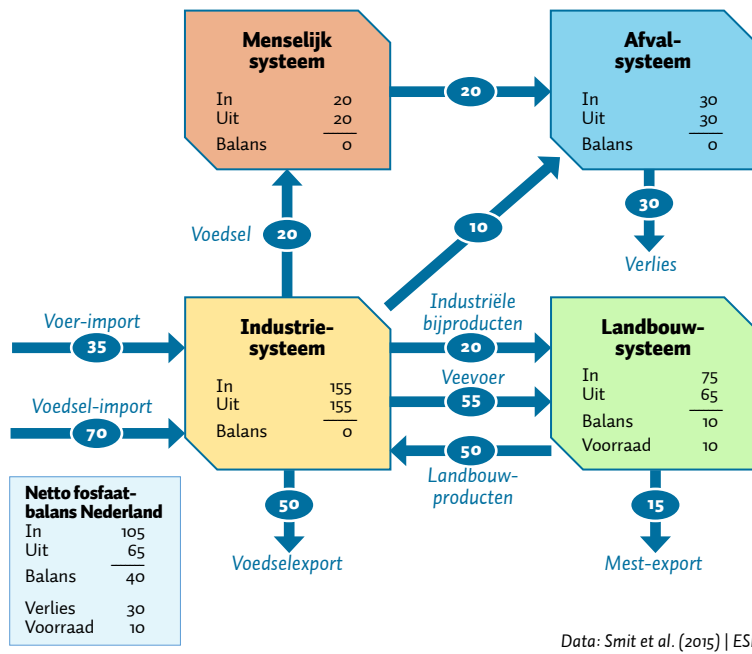 Menselijk
systeem
In 20
Uit 20
Balans 0
20
Afval-
systeem
In 30
Uit 30
Balans 0
Voedsel
20
10
30
Verlies
Voer-import
35
Voedsel-import
70
Industrie-
systeem
In 155
Uit 155
Balans 0
Industriële
bijproducten
20
Veevoer
55
50
Landbouw-
producten
Landbouw-
systeem
In 75
Uit 65
Balans 10
Voorraad 10
50
Voedselexport
15
Mest-export
Netto fosfaat-
balans Nederland
In 105
Uit 65
Balans 40
Verlies 30
Voorraad 10
Data: Smit et al. (2015) |